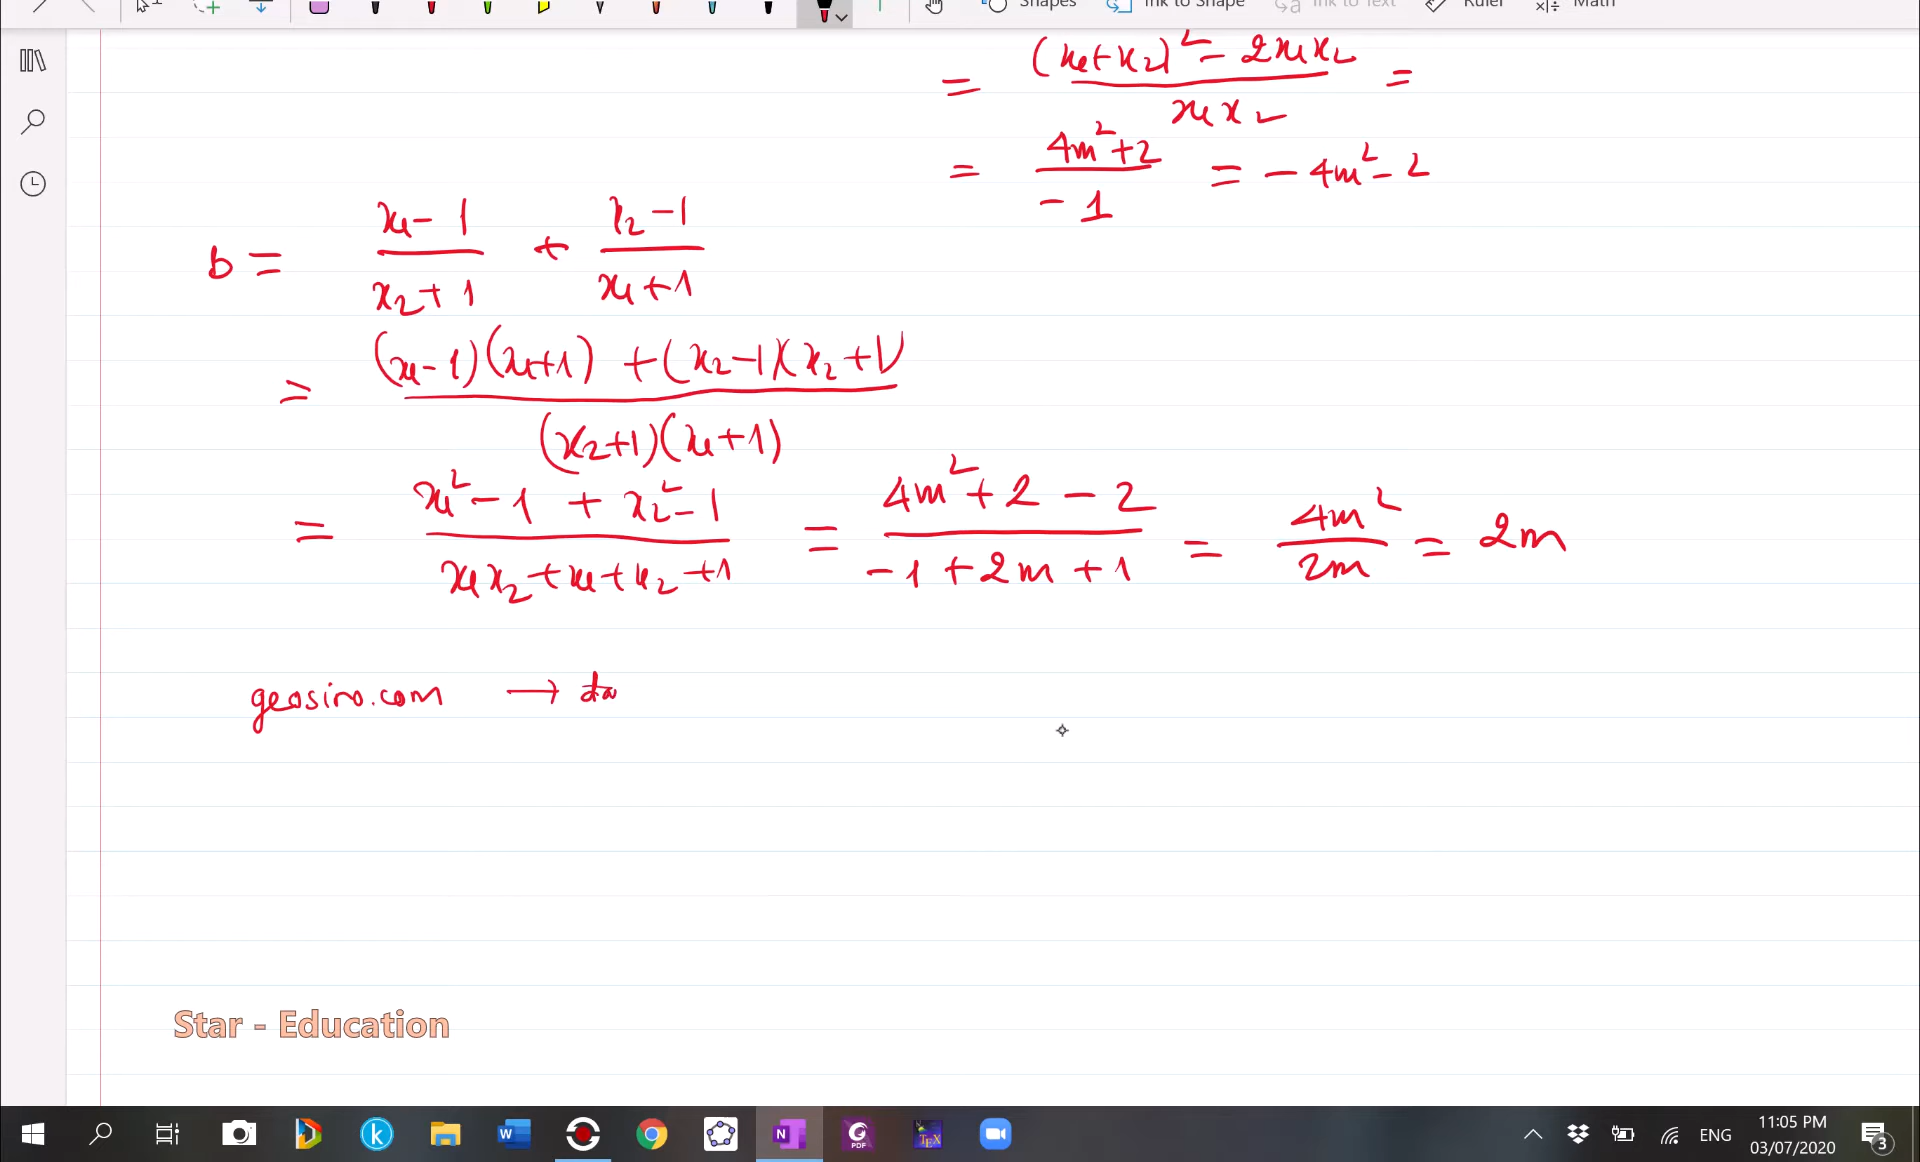 Shapes Ink to Shape Ink to Text Ruler Math
= (x₁+x₂)² - 2x₁x₂ / x₁x₂ =
= 4m²+2 / -1 = -4m²-2
b = x₁-1 / x₂+1 + x₂-1 / x₁+1
= (x₁-1)(x₁+1) + (x₂-1)(x₂+1) / (x₂+1)(x₁+1)
= x₁²-1 + x₂²-1 / x₁x₂+x₁+x₂+1 = 4m²+2-2 / -1+2m+1 = 4m² / 2m = 2m
geosiro.com →
Star - Education
ENG
11:05 PM
03/07/2020
3